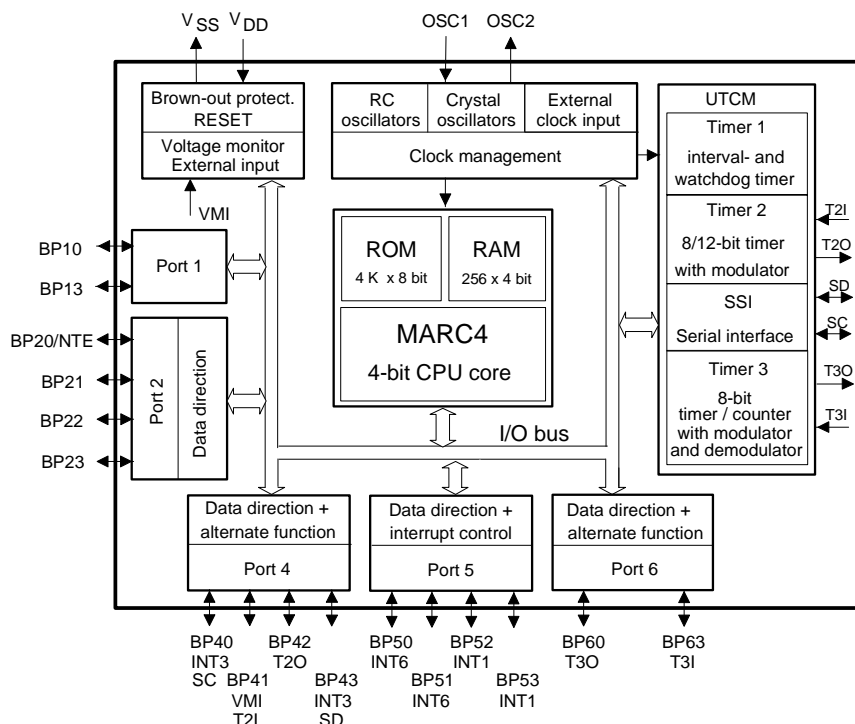 VSS
VDD
OSC1
OSC2
Brown-out protect.
RESET
Voltage monitor
External input
VMI
RC
oscillators
Crystal
oscillators
External
clock input
Clock management
UTCM
Timer 1
interval- and
watchdog timer
Timer 2
8/12-bit timer
with modulator
SSI
Serial interface
Timer 3
8-bit
timer / counter
with modulator
and demodulator
T2I
T2O
SD
SC
T3O
T3I
ROM
4 K x 8 bit
RAM
256 x 4 bit
MARC4
4-bit CPU core
I/O bus
BP10
BP13
Port 1
BP20/NTE
BP21
BP22
BP23
Port 2
Data direction
Data direction +
alternate function
Port 4
Data direction +
interrupt control
Port 5
Data direction +
alternate function
Port 6
BP40
INT3
SC
BP41
VMI
T2I
BP42
T2O
BP43
INT3
SD
BP50
INT6
BP51
INT6
BP52
INT1
BP53
INT1
BP60
T3O
BP63
T3I